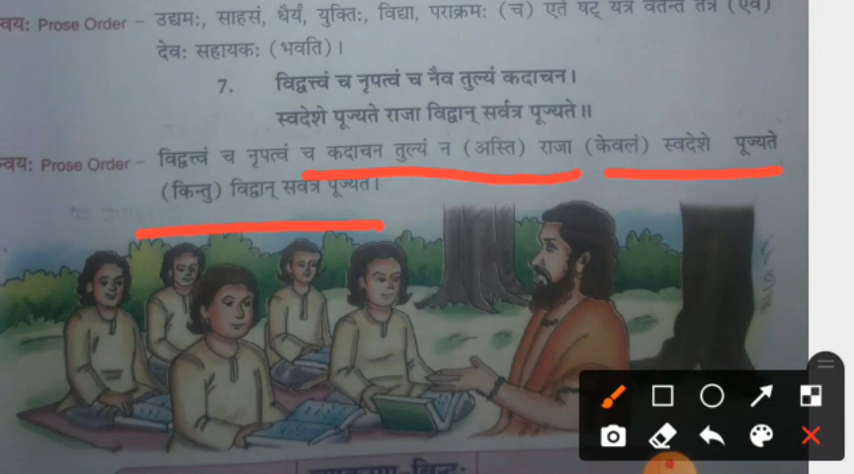 वय: Prose Order – उद्यमः, साहसं, धैर्यं, युक्तिः, विद्या, पराक्रमः (च) एते षट् यत्र वर्तन्ते तत्र (एव)
देवः सहायकः (भवति)।
7. विद्वत्त्वं च नृपत्वं च नैव तुल्यं कदाचन।
स्वदेशे पूज्यते राजा विद्वान् सर्वत्र पूज्यते॥
न्वय: Prose Order – विद्वत्त्वं च नृपत्वं च कदाचन तुल्यं न (अस्ति) राजा (केवलं) स्वदेशे पूज्यते
(किन्तु) विद्वान् सर्वत्र पूज्यते।